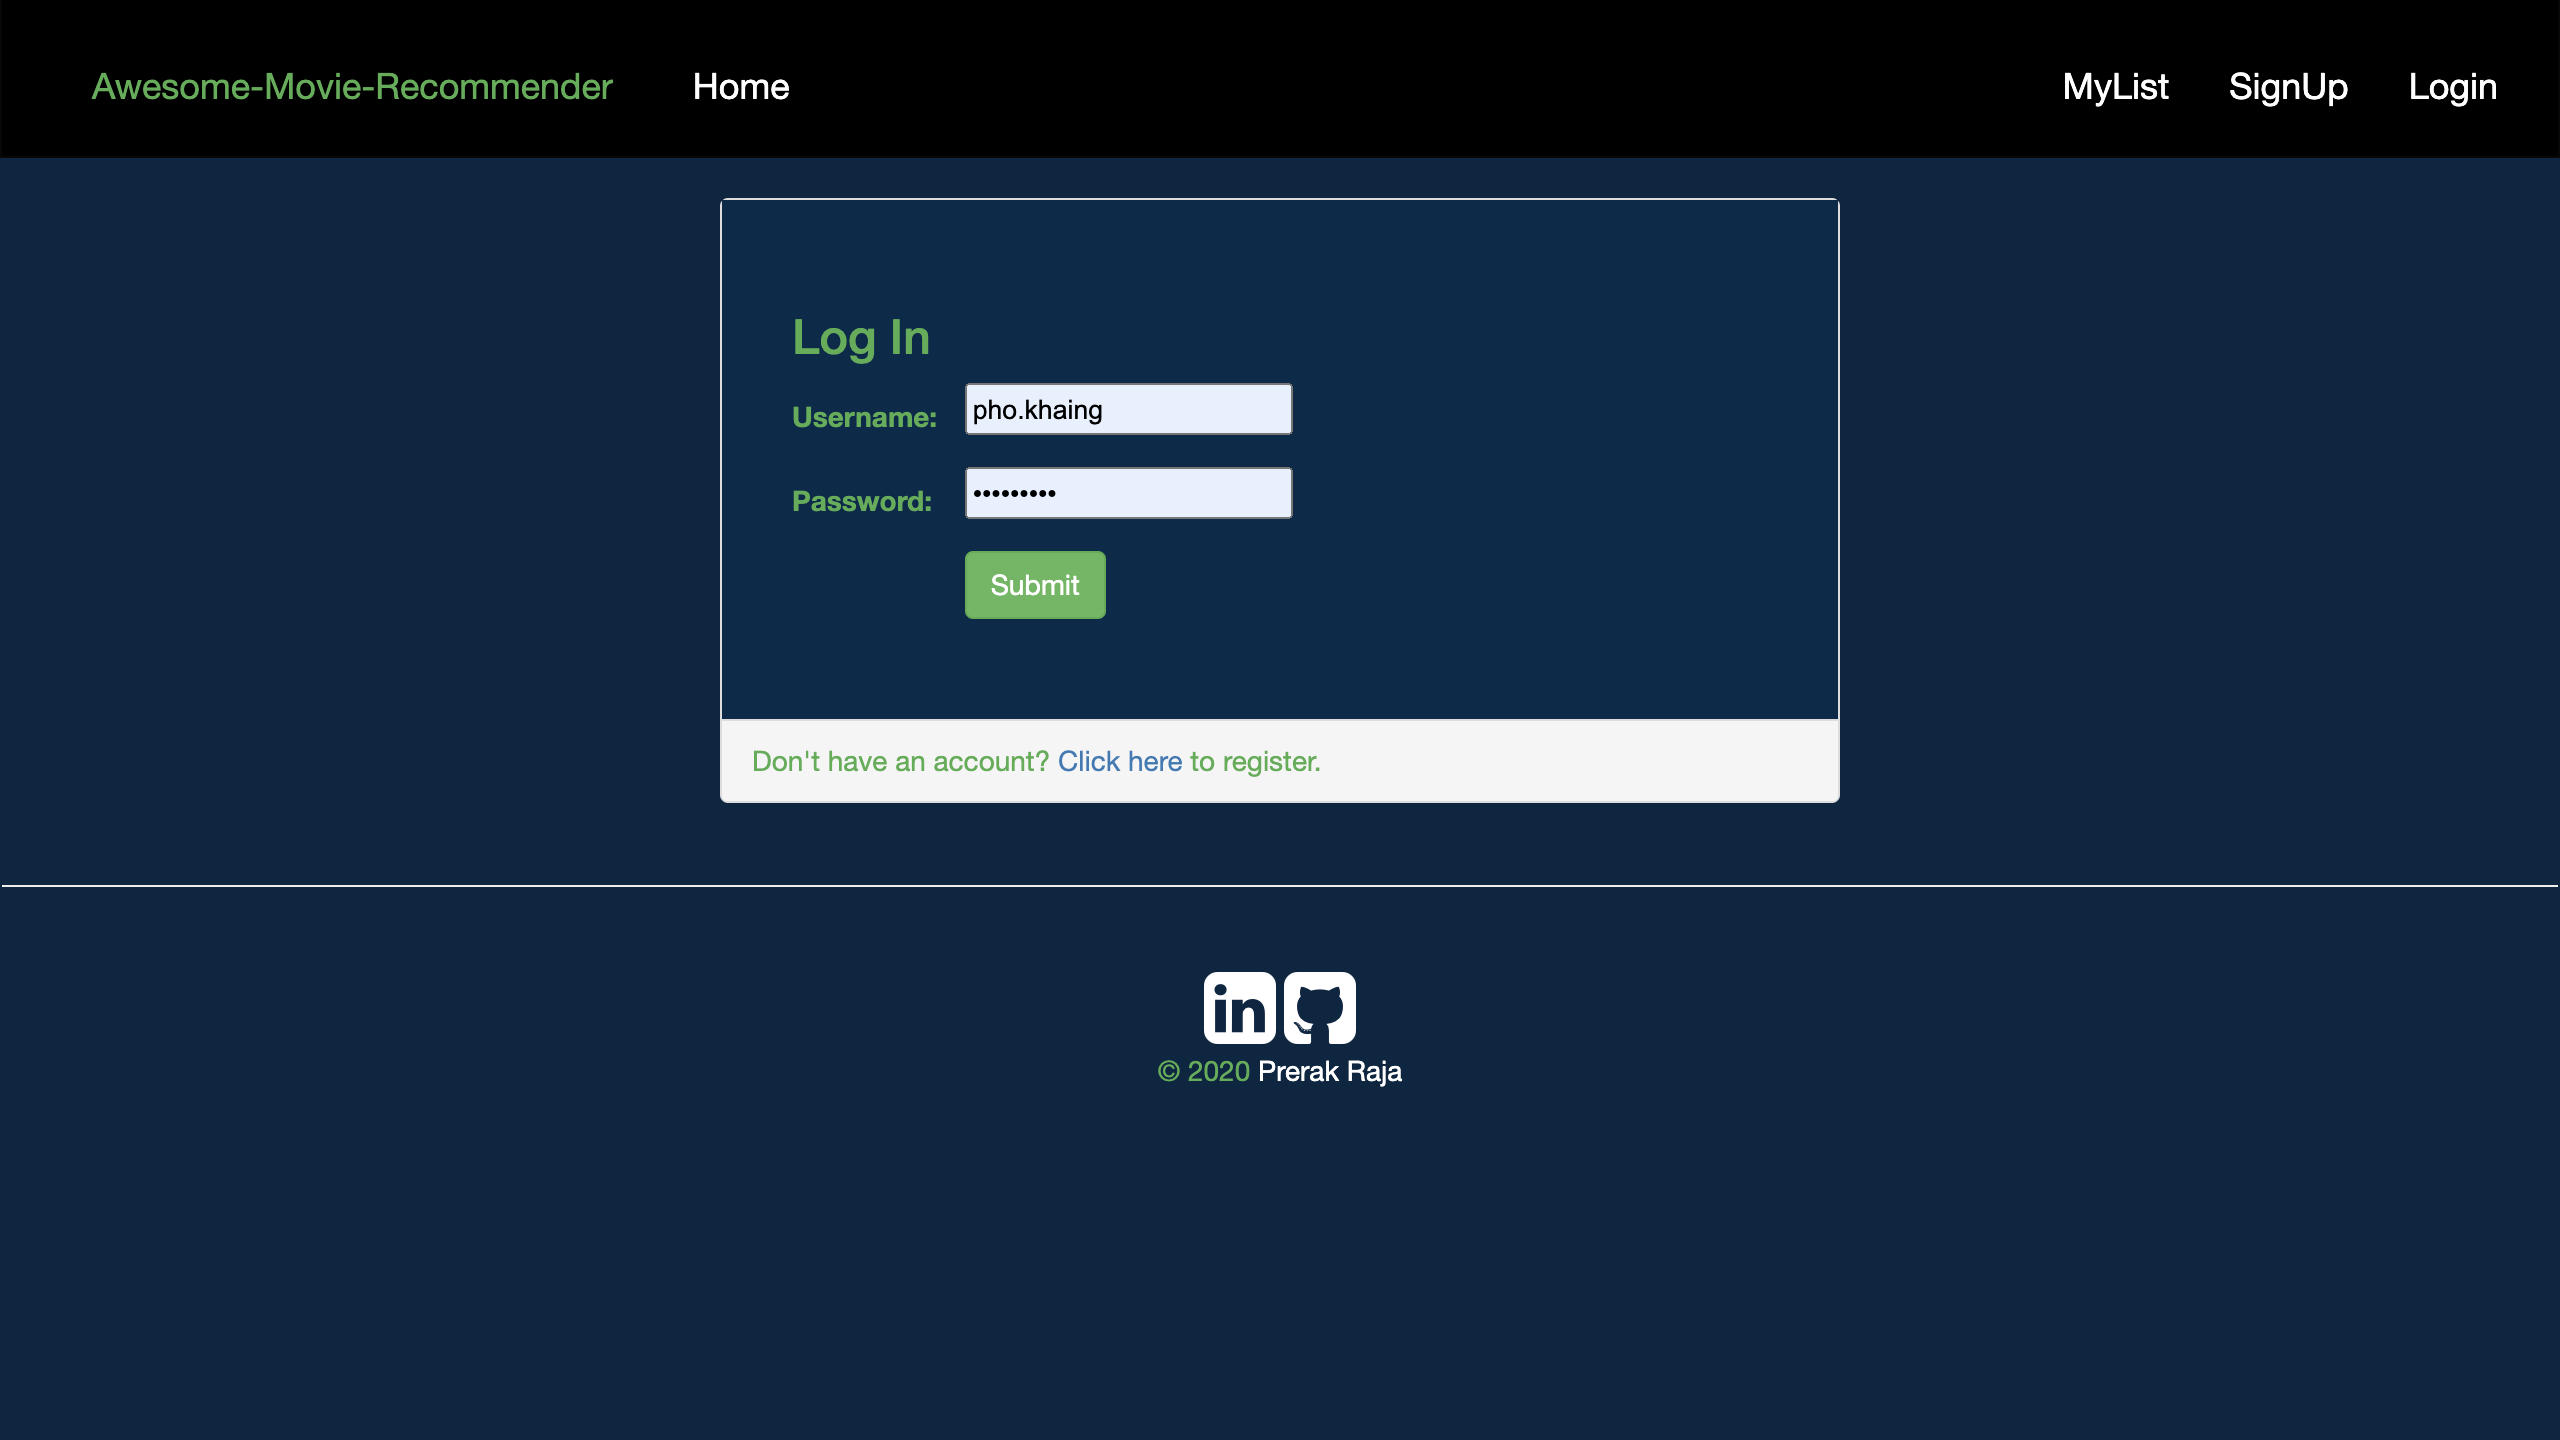 Awesome-Movie-Recommender Home MyList SignUp Login
Log In
Username: pho.khaing
Password: •••••••••
Submit
Don't have an account? Click here to register.
in
© 2020 Prerak Raja